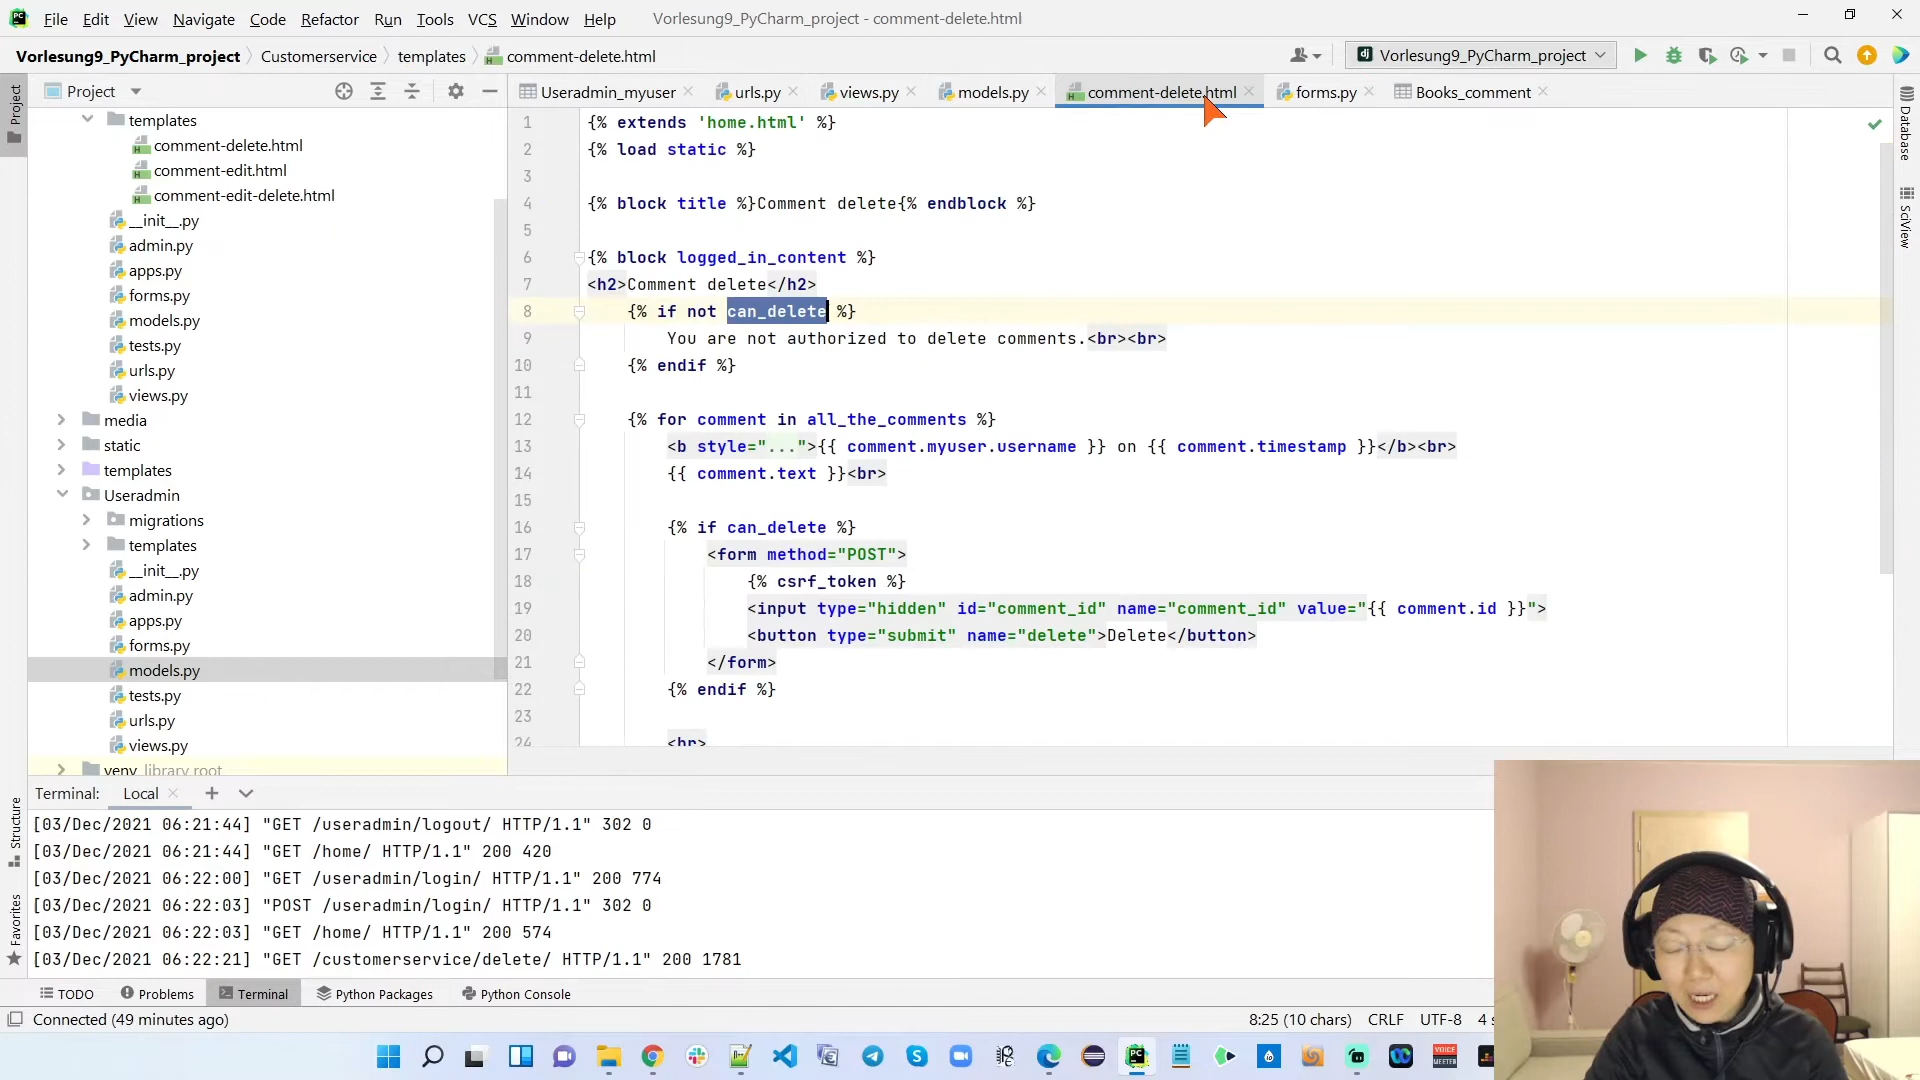 File Edit View Navigate Code Refactor Run Tools VCS Window Help Vorlesung9_PyCharm_project - comment-delete.html
Vorlesung9_PyCharm_project Customerservice templates comment-delete.html Vorlesung9_PyCharm_project
Project Useradmin_myuser urls.py views.py models.py comment-delete.html forms.py Books_comment
Project
Database
SciView
templates
comment-delete.html
comment-edit.html
comment-edit-delete.html
__init__.py
admin.py
apps.py
forms.py
models.py
tests.py
urls.py
views.py
media
static
templates
Useradmin
migrations
templates
__init__.py
admin.py
apps.py
forms.py
models.py
tests.py
urls.py
views.py
venv library root
1 {% extends 'home.html' %}
2 {% load static %}
3
4 {% block title %}Comment delete{% endblock %}
5
6 {% block logged_in_content %}
7 <h2>Comment delete</h2>
8 {% if not can_delete %}
9 You are not authorized to delete comments.<br><br>
10 {% endif %}
11
12 {% for comment in all_the_comments %}
13 <b style="...">{{ comment.myuser.username }} on {{ comment.timestamp }}</b><br>
14 {{ comment.text }}<br>
15
16 {% if can_delete %}
17 <form method="POST">
18 {% csrf_token %}
19 <input type="hidden" id="comment_id" name="comment_id" value="{{ comment.id }}">
20 <button type="submit" name="delete">Delete</button>
21 </form>
22 {% endif %}
23
24 <br>
Structure
Favorites
Terminal: Local
[03/Dec/2021 06:21:44] "GET /useradmin/logout/ HTTP/1.1" 302 0
[03/Dec/2021 06:21:44] "GET /home/ HTTP/1.1" 200 420
[03/Dec/2021 06:22:00] "GET /useradmin/login/ HTTP/1.1" 200 774
[03/Dec/2021 06:22:03] "POST /useradmin/login/ HTTP/1.1" 302 0
[03/Dec/2021 06:22:03] "GET /home/ HTTP/1.1" 200 574
[03/Dec/2021 06:22:21] "GET /customerservice/delete/ HTTP/1.1" 200 1781
TODO Problems Terminal Python Packages Python Console
Connected (49 minutes ago) 8:25 (10 chars) CRLF UTF-8 4 s
VOICE
MEETER